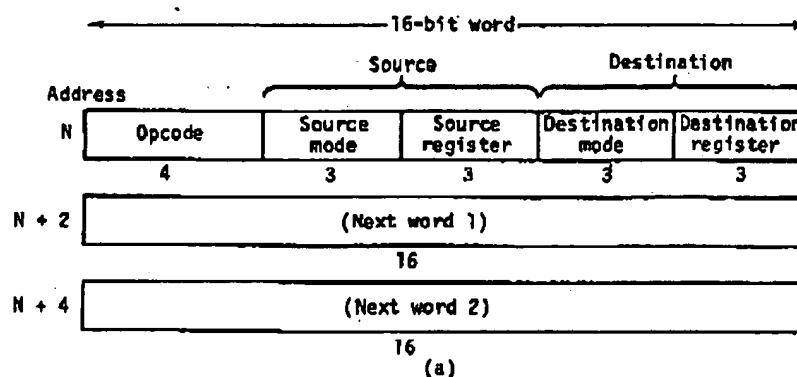 16-bit word
Source Destination
Address
N Opcode Source mode Source register Destination mode Destination register
4 3 3 3 3
N + 2 (Next word 1)
16
N + 4 (Next word 2)
16
(a)